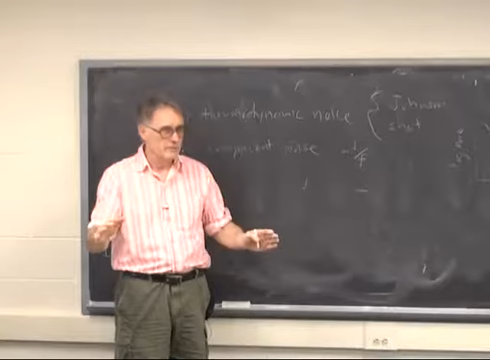 thermodynamic noise { Johnson
shot
component noise ~ 1/f